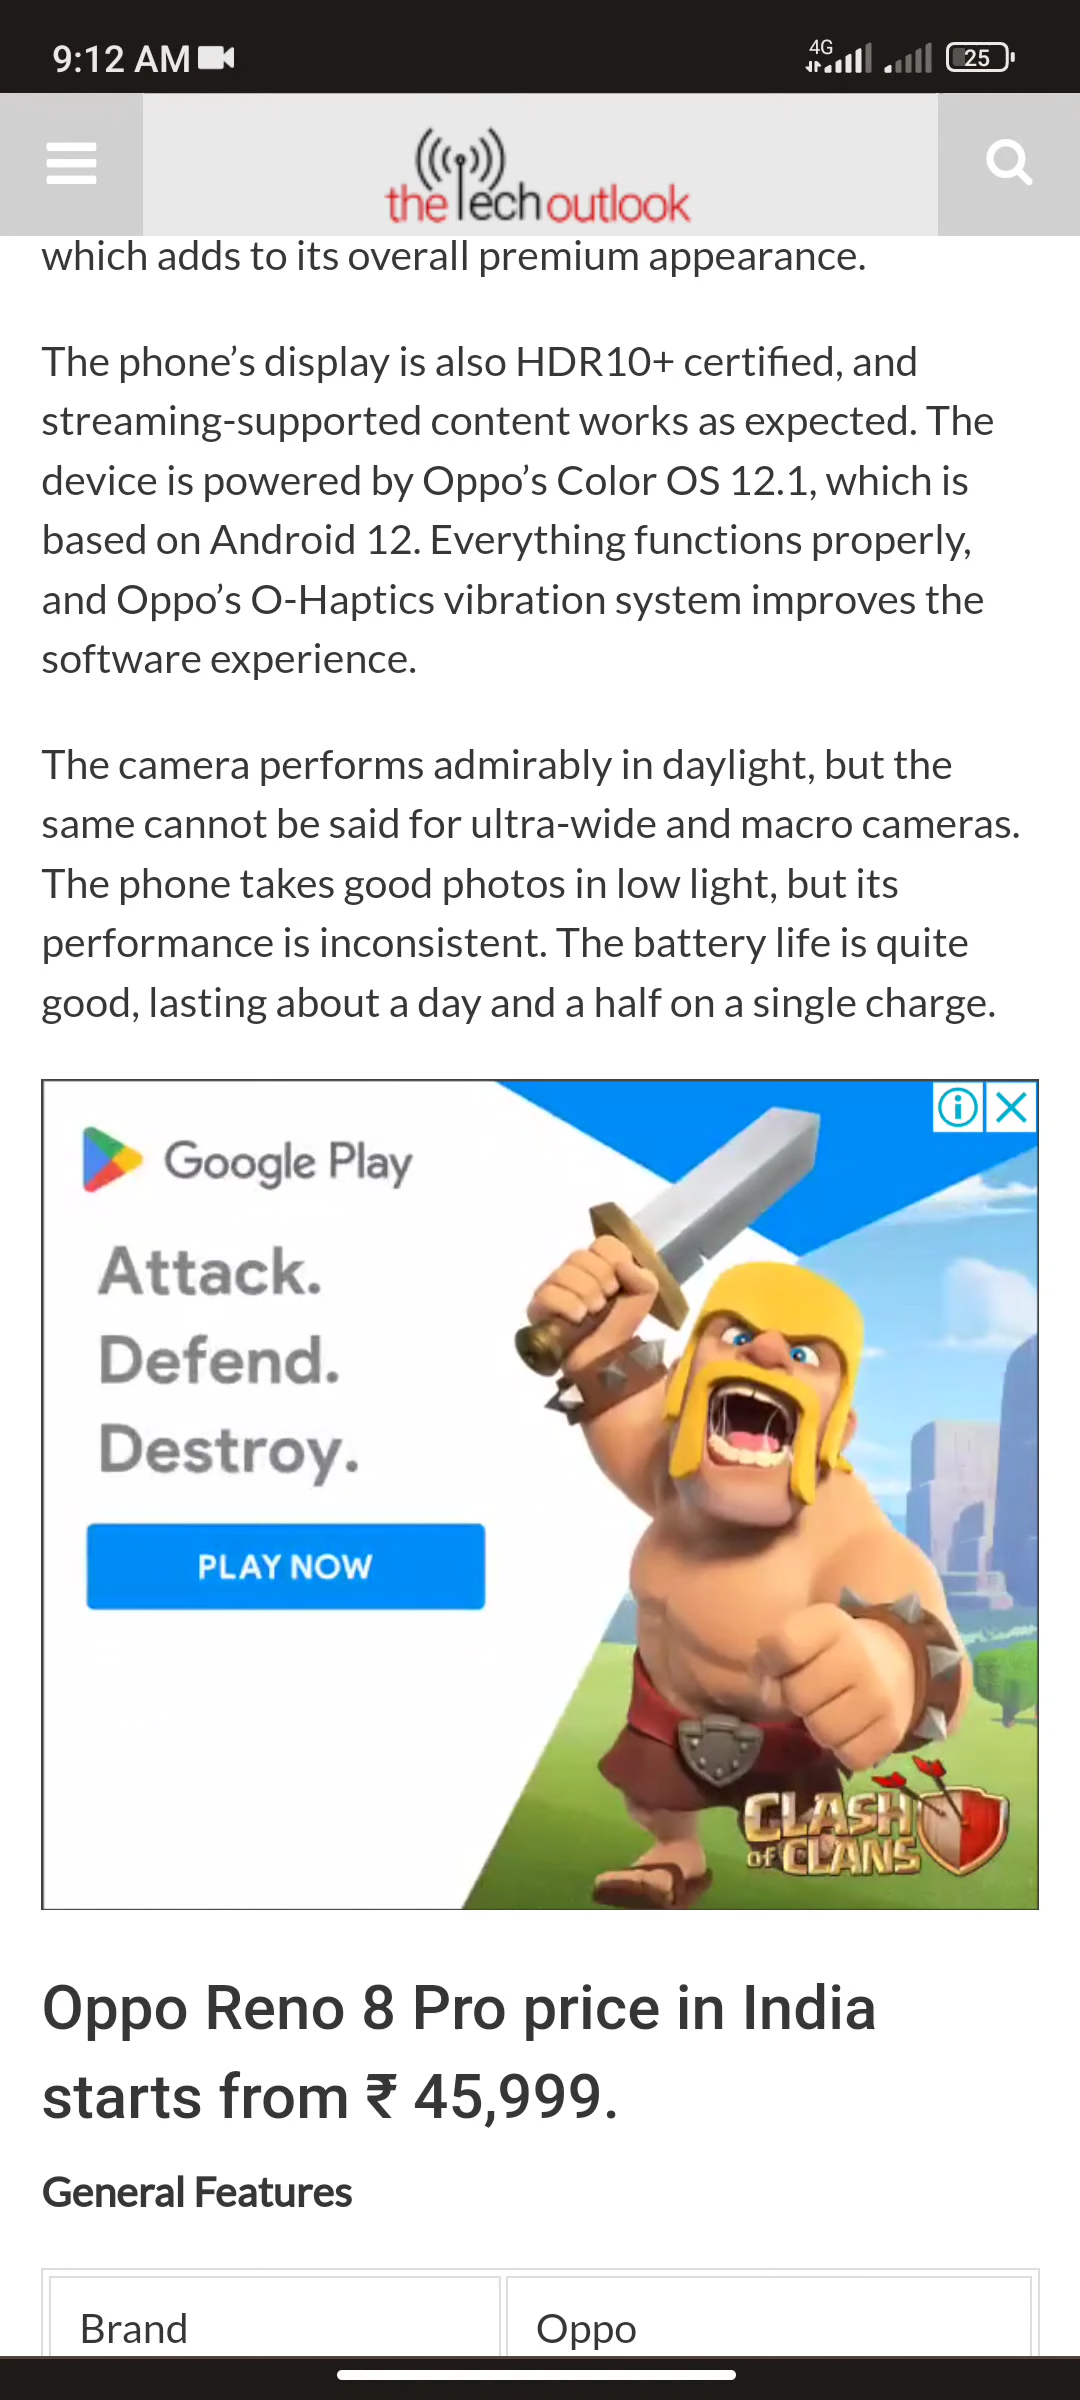 9:12 AM
4G
25
the Tech outlook
which adds to its overall premium appearance.
The phone’s display is also HDR10+ certified, and
streaming-supported content works as expected. The
device is powered by Oppo’s Color OS 12.1, which is
based on Android 12. Everything functions properly,
and Oppo’s O-Haptics vibration system improves the
software experience.
The camera performs admirably in daylight, but the
same cannot be said for ultra-wide and macro cameras.
The phone takes good photos in low light, but its
performance is inconsistent. The battery life is quite
good, lasting about a day and a half on a single charge.
Google Play
Attack.
Defend.
Destroy.
PLAY NOW
CLASH
OF CLANS
Oppo Reno 8 Pro price in India
starts from ₹ 45,999.
General Features
Brand
Oppo